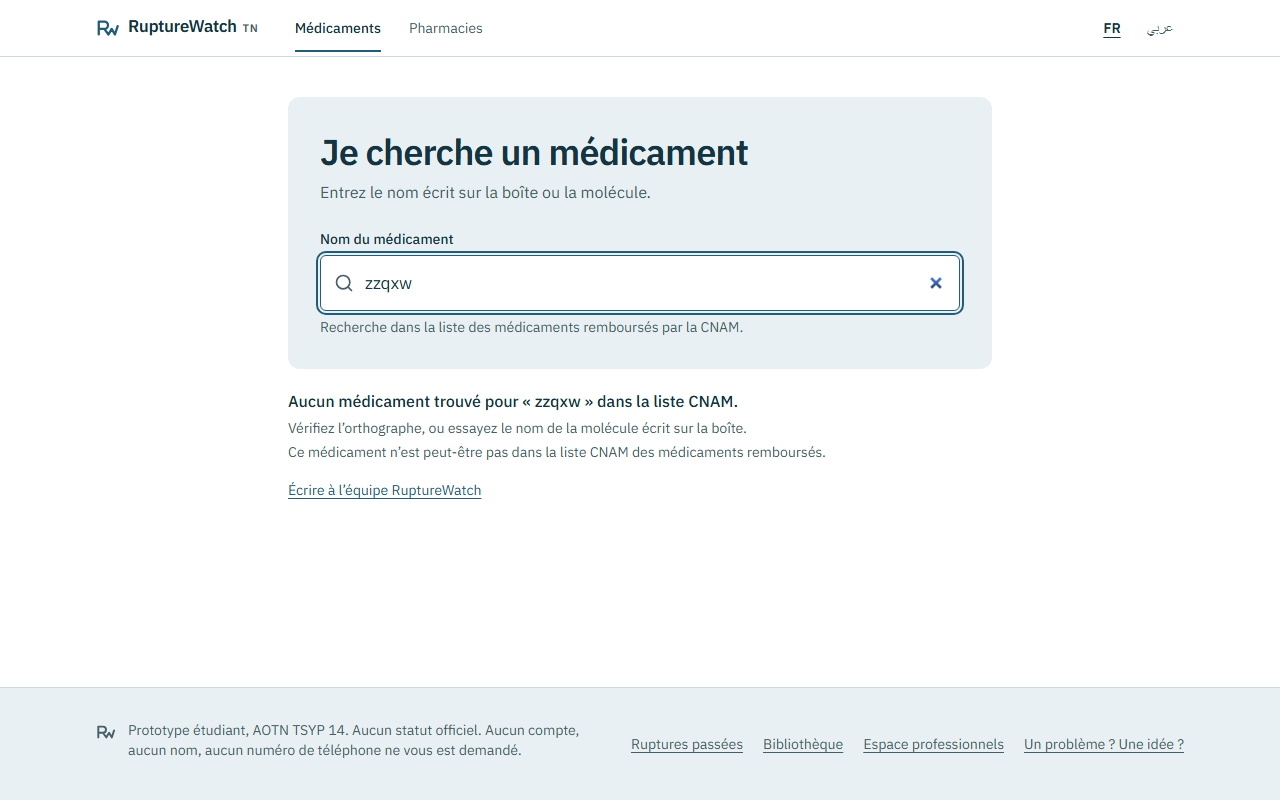 RuptureWatch TN
Médicaments
Pharmacies
FR
عربي
Je cherche un médicament
Entrez le nom écrit sur la boîte ou la molécule.
Nom du médicament
zzqxw
Recherche dans la liste des médicaments remboursés par la CNAM.
Aucun médicament trouvé pour « zzqxw » dans la liste CNAM.
Vérifiez l’orthographe, ou essayez le nom de la molécule écrit sur la boîte.
Ce médicament n’est peut-être pas dans la liste CNAM des médicaments remboursés.
Écrire à l’équipe RuptureWatch
Prototype étudiant, AOTN TSYP 14. Aucun statut officiel. Aucun compte,
aucun nom, aucun numéro de téléphone ne vous est demandé.
Ruptures passées
Bibliothèque
Espace professionnels
Un problème ? Une idée ?